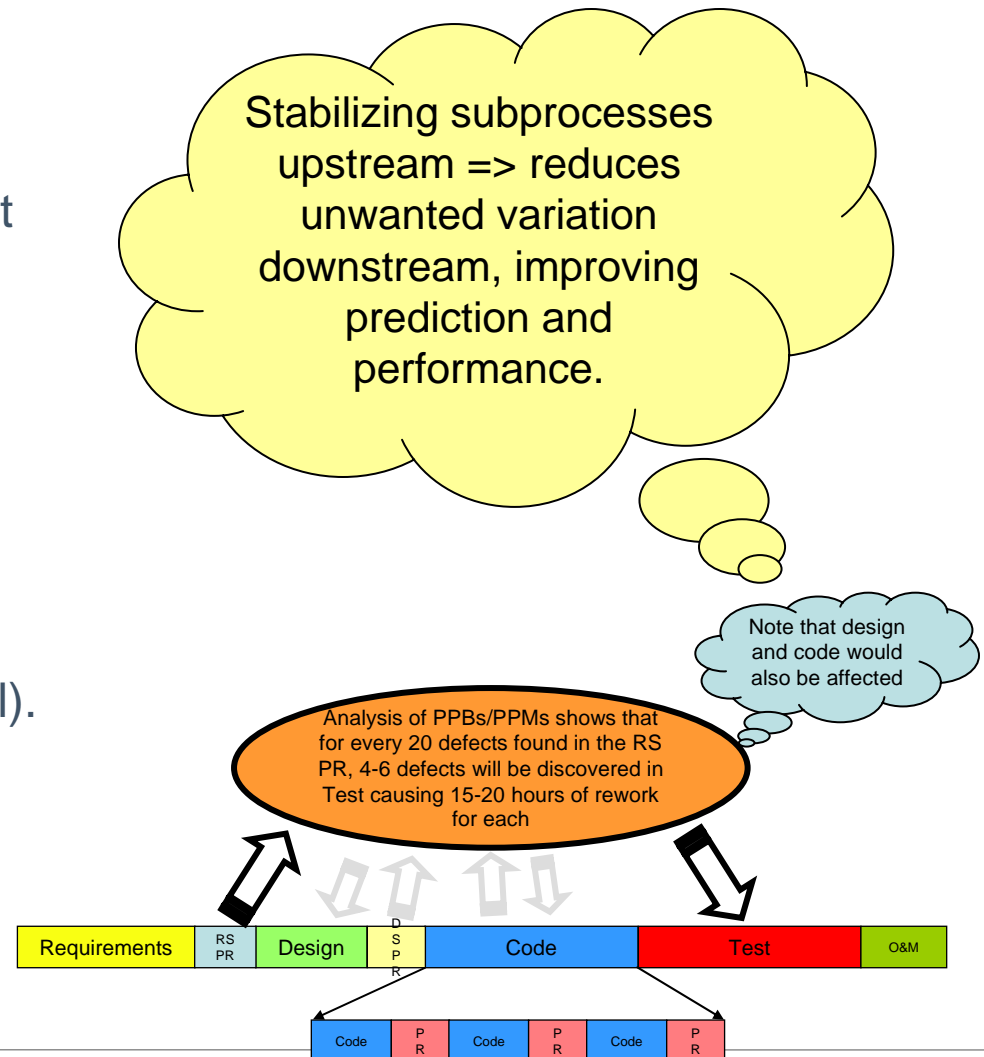 Stabilizing subprocesses
upstream => reduces
unwanted variation
downstream, improving
prediction and
performance.
t
Note that design
and code would
also be affected
l).
Analysis of PPBs/PPMs shows that
for every 20 defects found in the RS
PR, 4-6 defects will be discovered in
Test causing 15-20 hours of rework
for each
Requirements
RS
PR
Design
D
S
P
R
Code
Test
O&M
Code
P
R
Code
P
R
Code
P
R